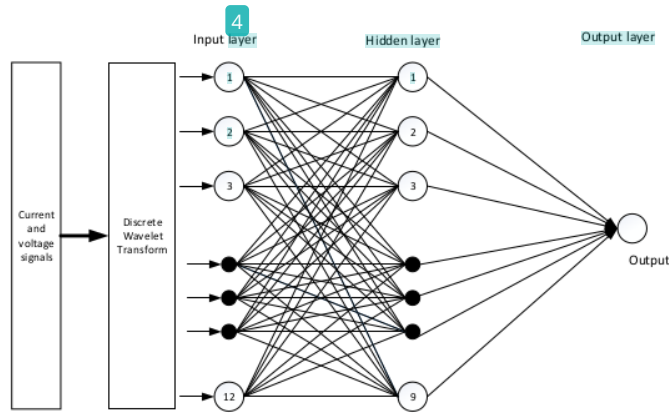 4
Input layer
Hidden layer
Output layer
1
1
2
2
3
3
Current
and
voltage
signals
Discrete
Wavelet
Transform
Output
12
9